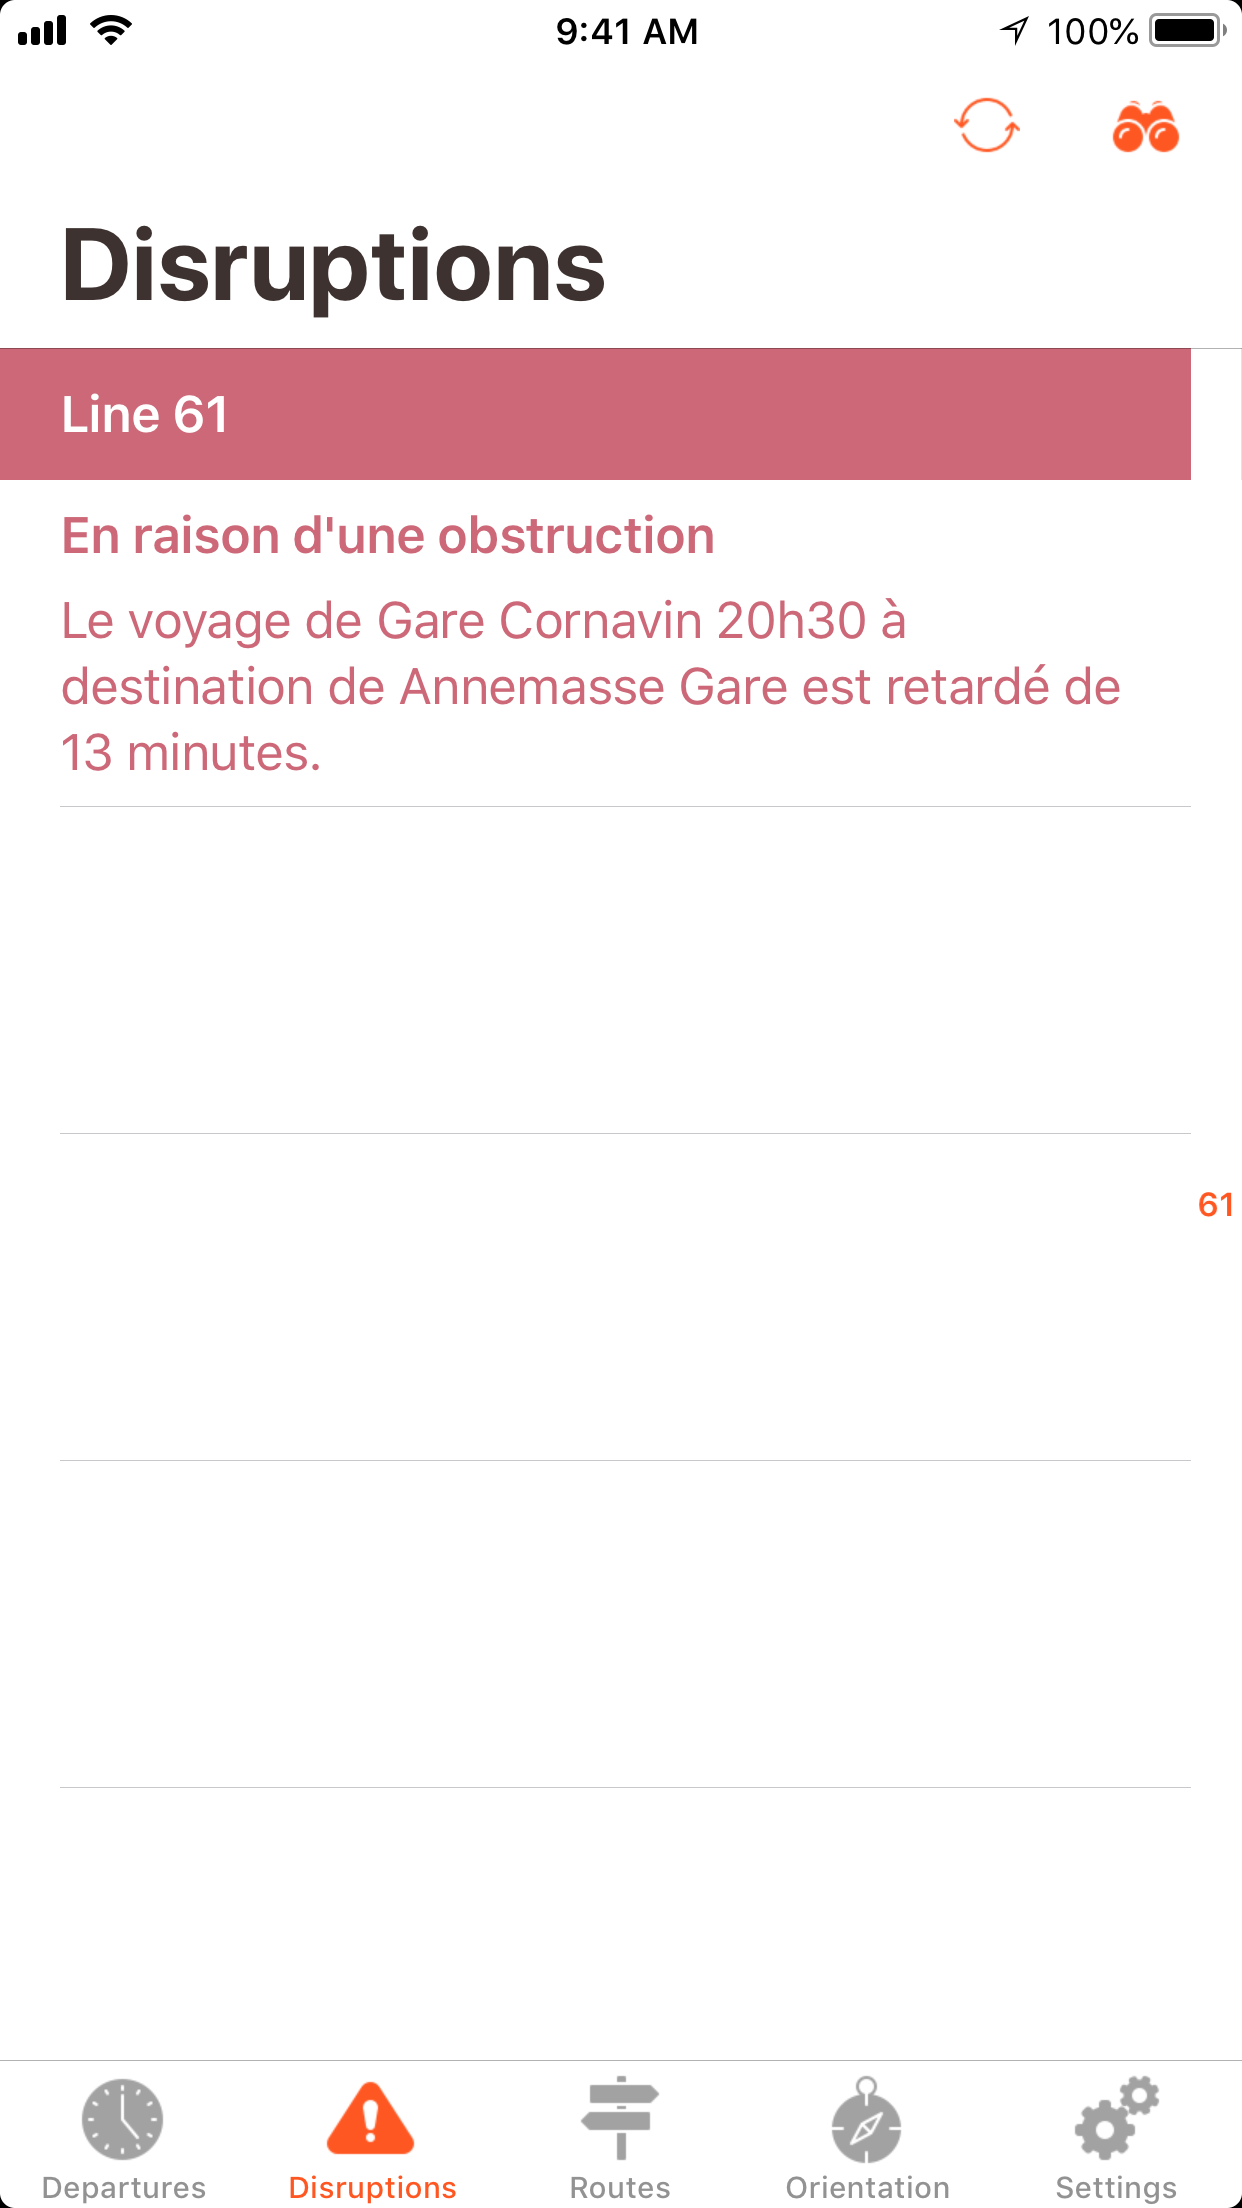 9:41 AM
100%
Disruptions
Line 61
En raison d'une obstruction
Le voyage de Gare Cornavin 20h30 à
destination de Annemasse Gare est retardé de
13 minutes.
61
Departures
Disruptions
Routes
Orientation
Settings